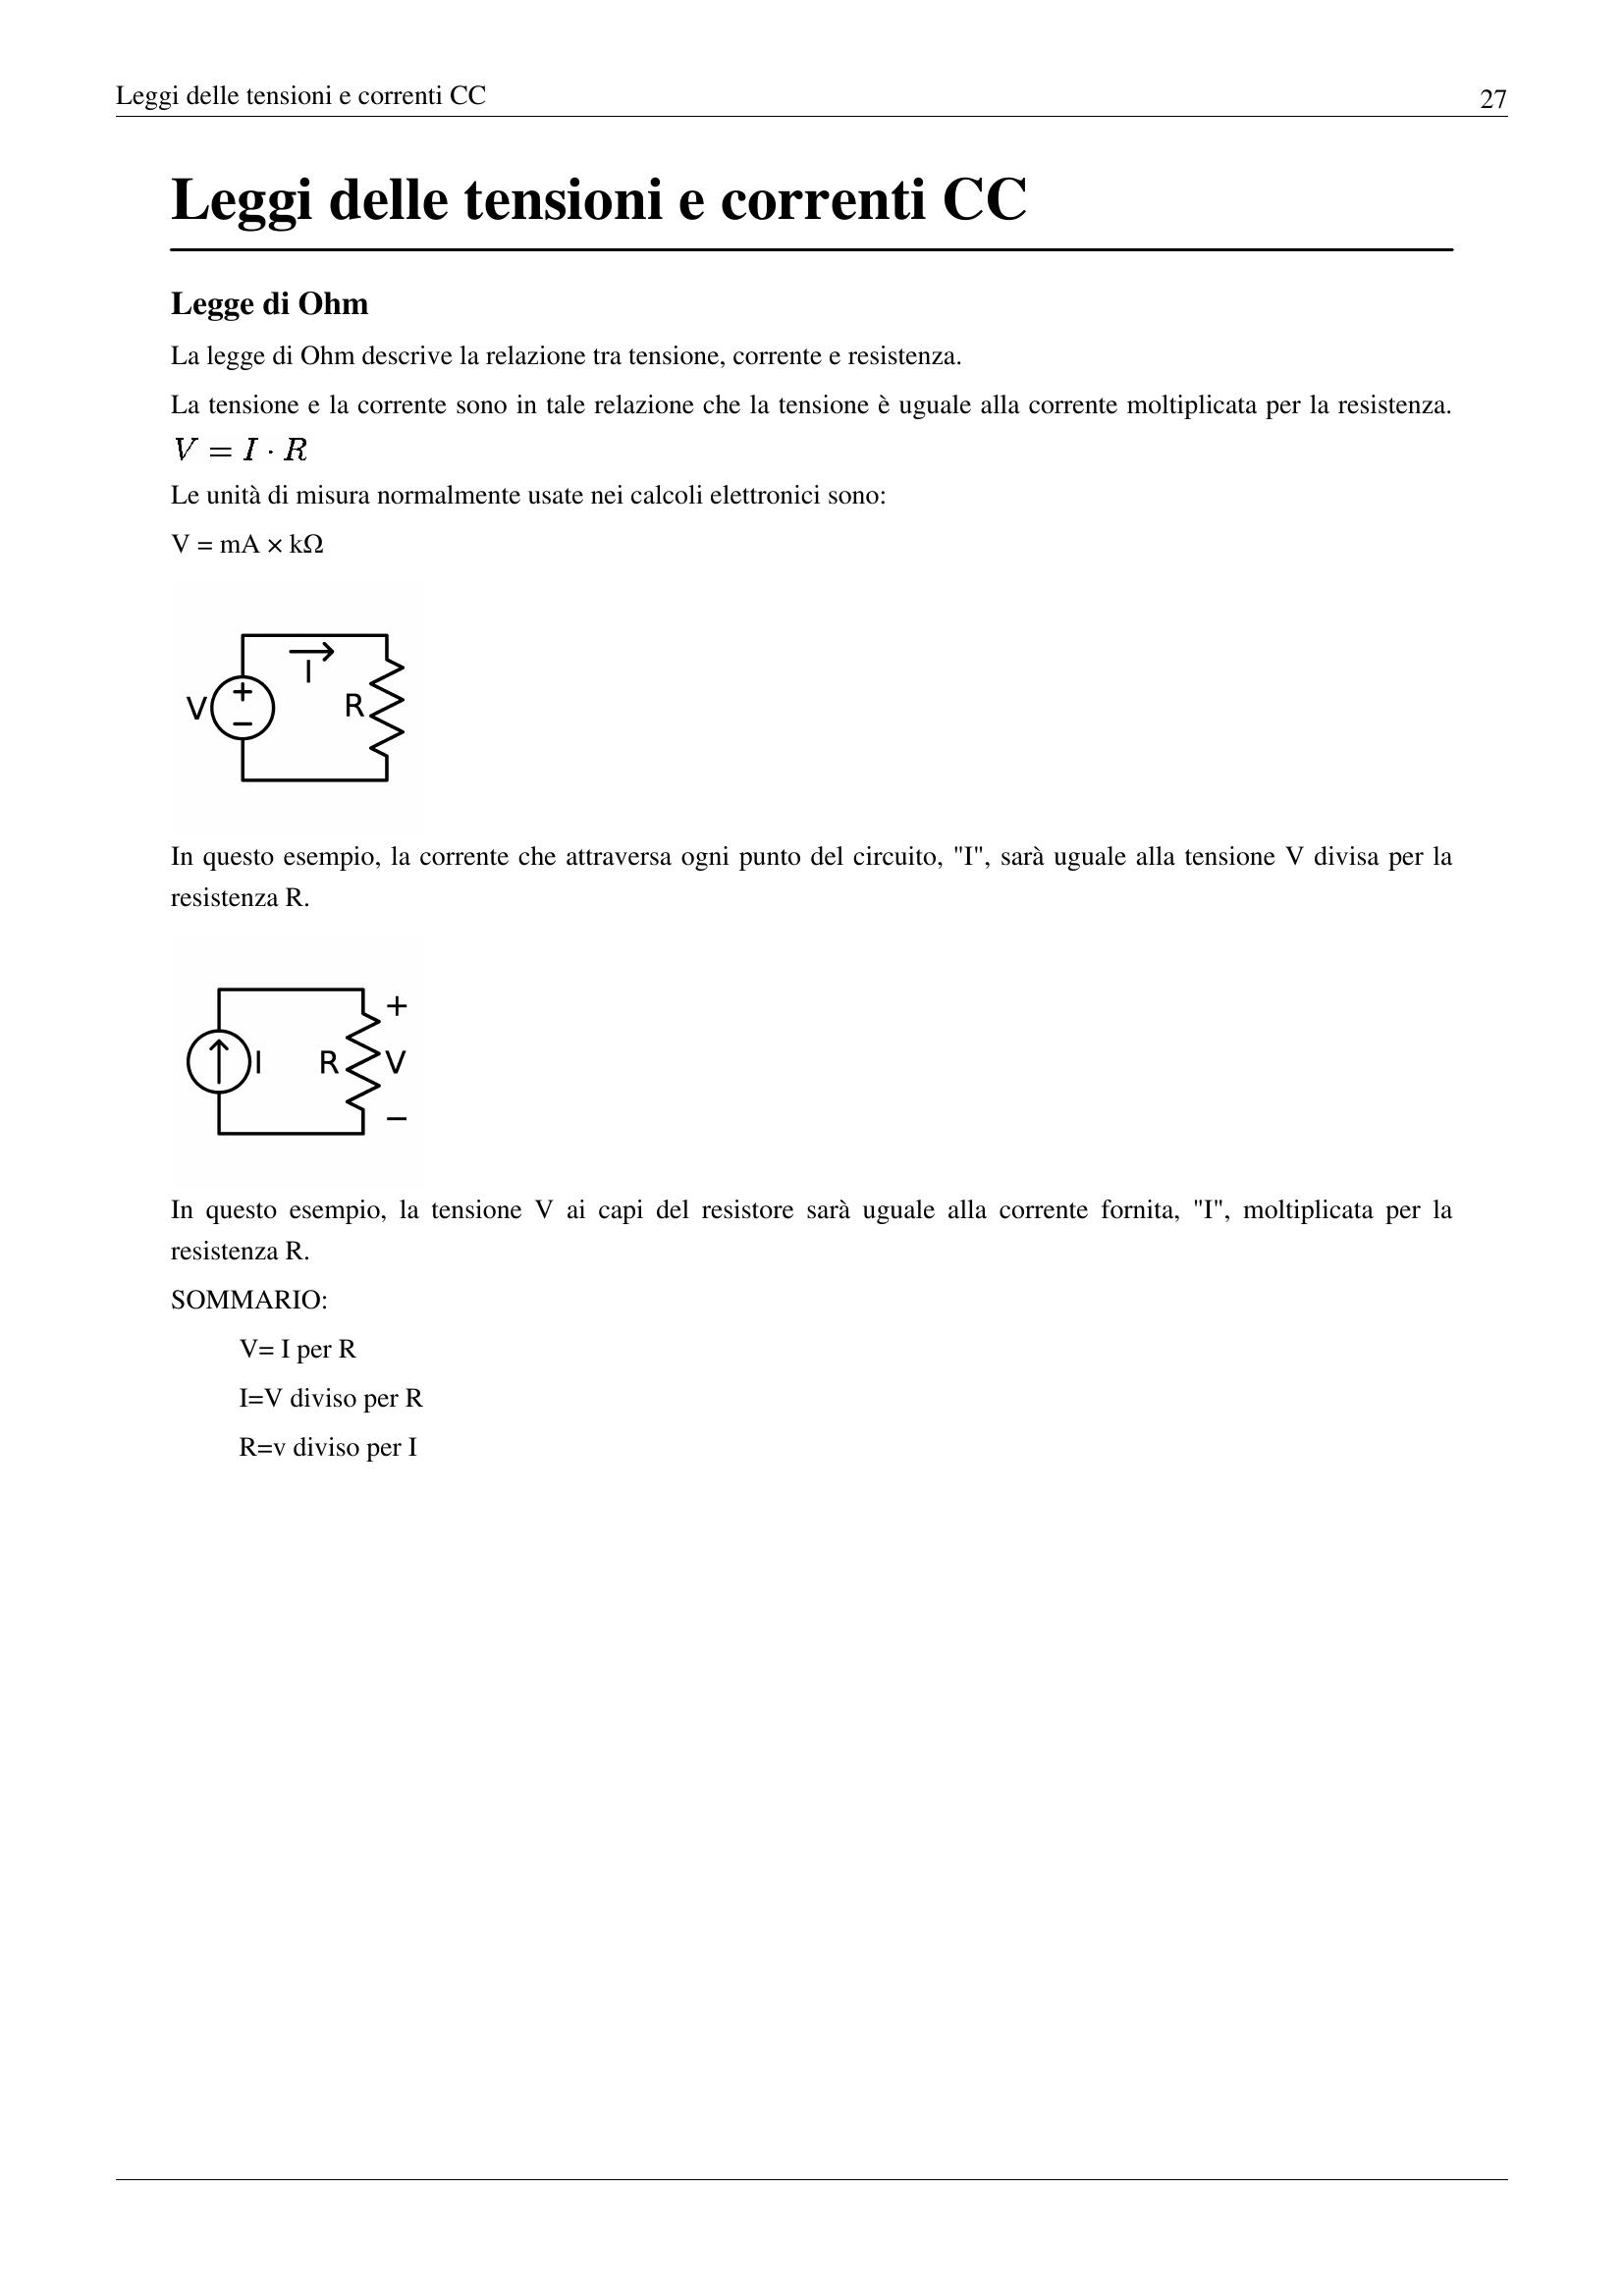 Leggi delle tensioni e correnti CC
27
Leggi delle tensioni e correnti CC
Legge di Ohm
La legge di Ohm descrive la relazione tra tensione, corrente e resistenza.
La tensione e la corrente sono in tale relazione che la tensione è uguale alla corrente moltiplicata per la resistenza.
V = I · R
Le unità di misura normalmente usate nei calcoli elettronici sono:
V = mA × kΩ
I
V
+
−
R
In questo esempio, la corrente che attraversa ogni punto del circuito, "I", sarà uguale alla tensione V divisa per la
resistenza R.
+
I
R
V
−
In questo esempio, la tensione V ai capi del resistore sarà uguale alla corrente fornita, "I", moltiplicata per la
resistenza R.
SOMMARIO:
V= I per R
I=V diviso per R
R=v diviso per I